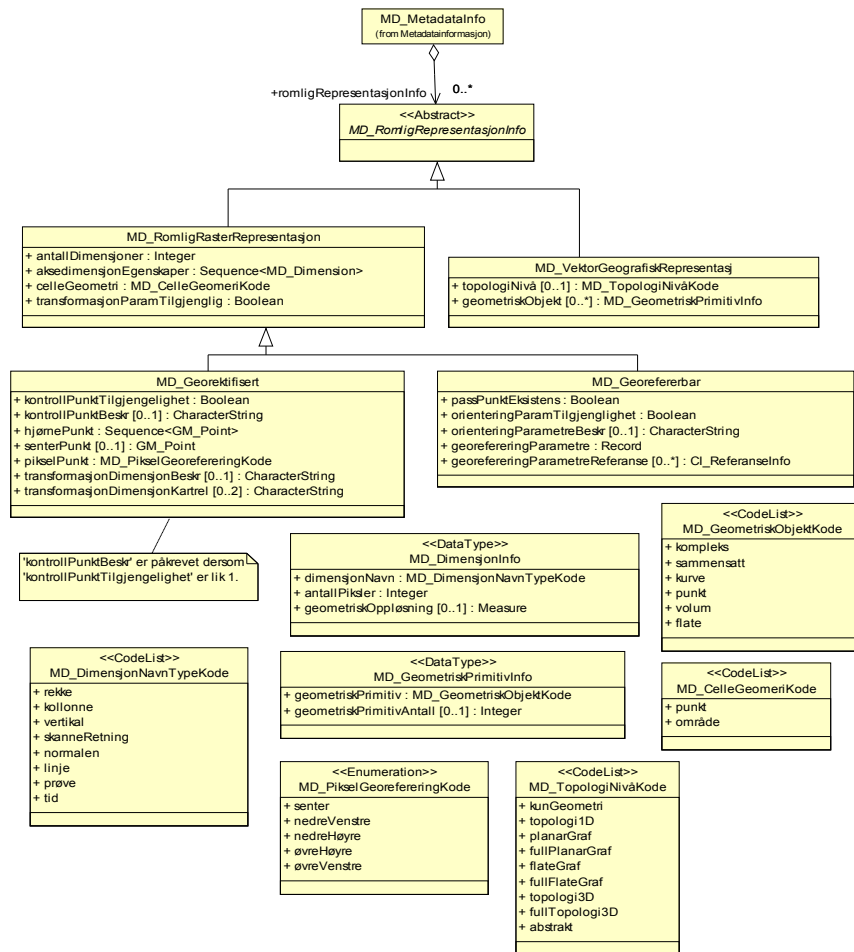 MD_MetadataInfo
(from Metadatainformasjon)
+romligRepresentasjonInfo
0..*
<<Abstract>>
MD_RomligRepresentasjonInfo
MD_RomligRasterRepresentasjon
+ antallDimensjoner : Integer
+ aksedimensjonEgenskaper : Sequence<MD_Dimension>
+ celleGeometri : MD_CelleGeomeriKode
+ transformasjonParamTilgjenglig : Boolean
MD_VektorGeografiskRepresentasj
+ topologiNivå [0..1] : MD_TopologiNivåKode
+ geometriskObjekt [0..*] : MD_GeometriskPrimitivInfo
MD_Georektifisert
+ kontrollPunktTilgjengelighet : Boolean
+ kontrollPunktBeskr [0..1] : CharacterString
+ hjørnePunkt : Sequence<GM_Point>
+ senterPunkt [0..1] : GM_Point
+ pikselPunkt : MD_PikselGeorefereringKode
+ transformasjonDimensjonBeskr [0..1] : CharacterString
+ transformasjonDimensjonKartrel [0..2] : CharacterString
MD_Georefererbar
+ passPunktEksistens : Boolean
+ orienteringParamTilgjenglighet : Boolean
+ orienteringParametreBeskr [0..1] : CharacterString
+ georefereringParametre : Record
+ georefereringParametreReferanse [0..*] : CI_ReferanseInfo
'kontrollPunktBeskr' er påkrevet dersom
'kontrollPunktTilgjengelighet' er lik 1.
<<DataType>>
MD_DimensjonInfo
+ dimensjonNavn : MD_DimensjonNavnTypeKode
+ antallPiksler : Integer
+ geometriskOppløsning [0..1] : Measure
<<CodeList>>
MD_GeometriskObjektKode
+ kompleks
+ sammensatt
+ kurve
+ punkt
+ volum
+ flate
<<CodeList>>
MD_DimensjonNavnTypeKode
+ rekke
+ kollonne
+ vertikal
+ skanneRetning
+ normalen
+ linje
+ prøve
+ tid
<<DataType>>
MD_GeometriskPrimitivInfo
+ geometriskPrimitiv : MD_GeometriskObjektKode
+ geometriskPrimitivAntall [0..1] : Integer
<<CodeList>>
MD_CelleGeomeriKode
+ punkt
+ område
<<Enumeration>>
MD_PikselGeorefereringKode
+ senter
+ nedreVenstre
+ nedreHøyre
+ øvreHøyre
+ øvreVenstre
<<CodeList>>
MD_TopologiNivåKode
+ kunGeometri
+ topologi1D
+ planarGraf
+ fullPlanarGraf
+ flateGraf
+ fullFlateGraf
+ topologi3D
+ fullTopologi3D
+ abstrakt